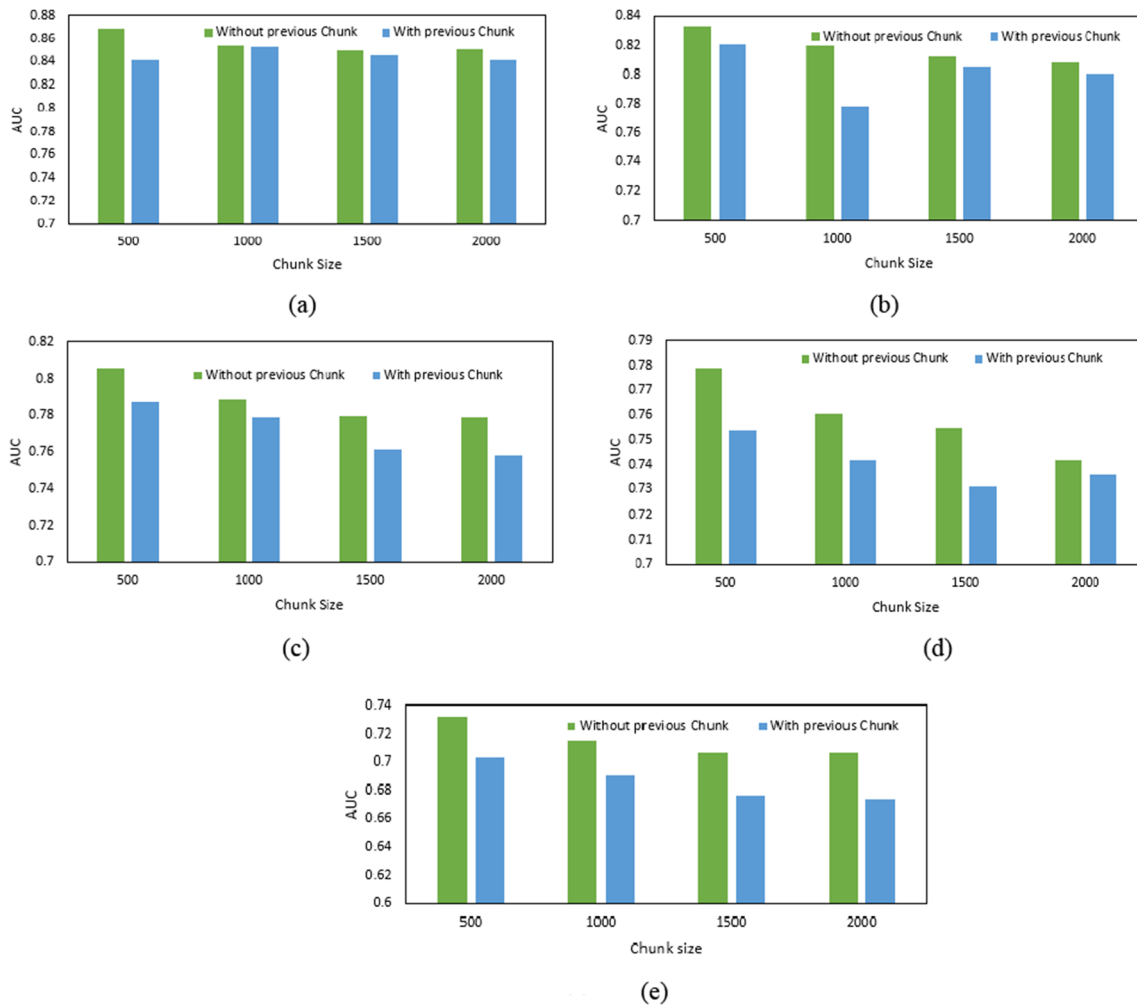 0.88
0.86
0.84
0.82
0.8
0.78
0.76
0.74
0.72
0.7
AUC
Without previous Chunk With previous Chunk
500 1000 1500 2000
Chunk Size
(a)
0.84
0.82
0.8
0.78
0.76
0.74
0.72
0.7
AUC
Without previous Chunk With previous Chunk
500 1000 1500 2000
Chunk Size
(b)
0.82
0.8
0.78
0.76
0.74
0.72
0.7
AUC
Without previous Chunk With previous Chunk
500 1000 1500 2000
Chunk Size
(c)
0.79
0.78
0.77
0.76
0.75
0.74
0.73
0.72
0.71
0.7
AUC
Without previous Chunk With previous Chunk
500 1000 1500 2000
Chunk Size
(d)
0.74
0.72
0.7
0.68
0.66
0.64
0.62
0.6
AUC
Without previous Chunk With previous Chunk
500 1000 1500 2000
Chunk size
(e)